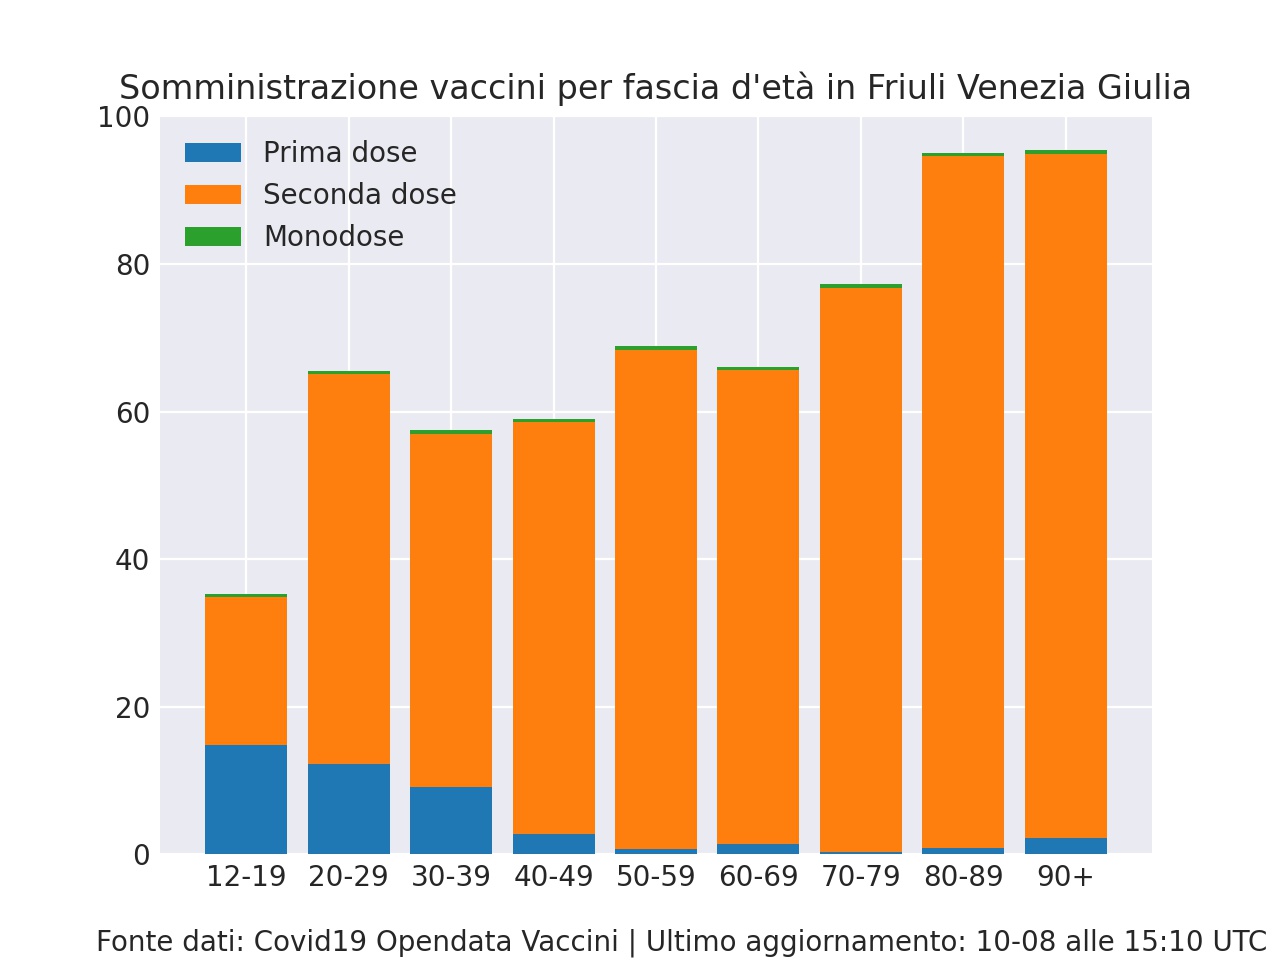 Somministrazione vaccini per fascia d'età in Friuli Venezia Giulia
100
80
60
40
20
0
Prima dose
Seconda dose
Monodose
12-19 20-29 30-39 40-49 50-59 60-69 70-79 80-89 90+
Fonte dati: Covid19 Opendata Vaccini | Ultimo aggiornamento: 10-08 alle 15:10 UTC